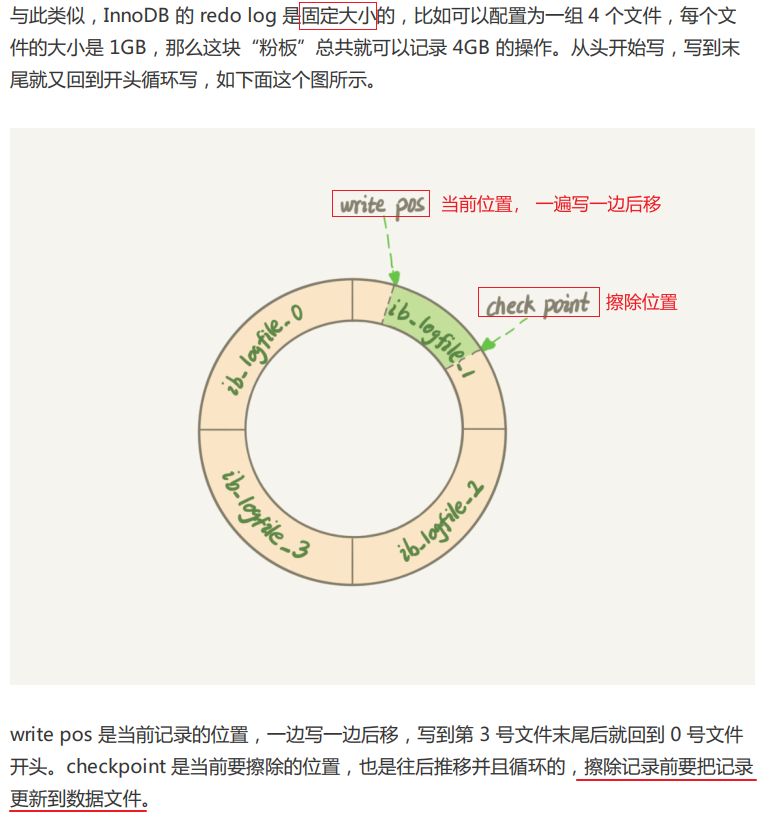 与此类似，InnoDB 的 redo log 是固定大小的，比如可以配置为一组 4 个文件，每个文
件的大小是 1GB，那么这块“粉板”总共就可以记录 4GB 的操作。从头开始写，写到末
尾就又回到开头循环写，如下面这个图所示。
write pos 当前位置， 一遍写一边后移
check point 擦除位置
ib_logfile_0
ib_logfile_1
ib_logfile_3
ib_logfile_2
write pos 是当前记录的位置，一边写一边后移，写到第 3 号文件末尾后就回到 0 号文件
开头。checkpoint 是当前要擦除的位置，也是往后推移并且循环的，擦除记录前要把记录
更新到数据文件。